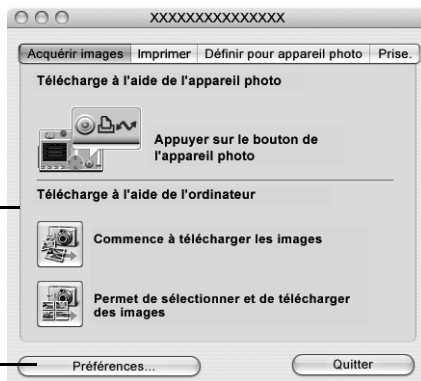 XXXXXXXXXXXXXXX
Acquérir images Imprimer Définir pour appareil photo Prise.
Télécharge à l'aide de l'appareil photo
Appuyer sur le bouton de
l'appareil photo
Télécharge à l'aide de l'ordinateur
Commence à télécharger les images
Permet de sélectionner et de télécharger
des images
Préférences... Quitter